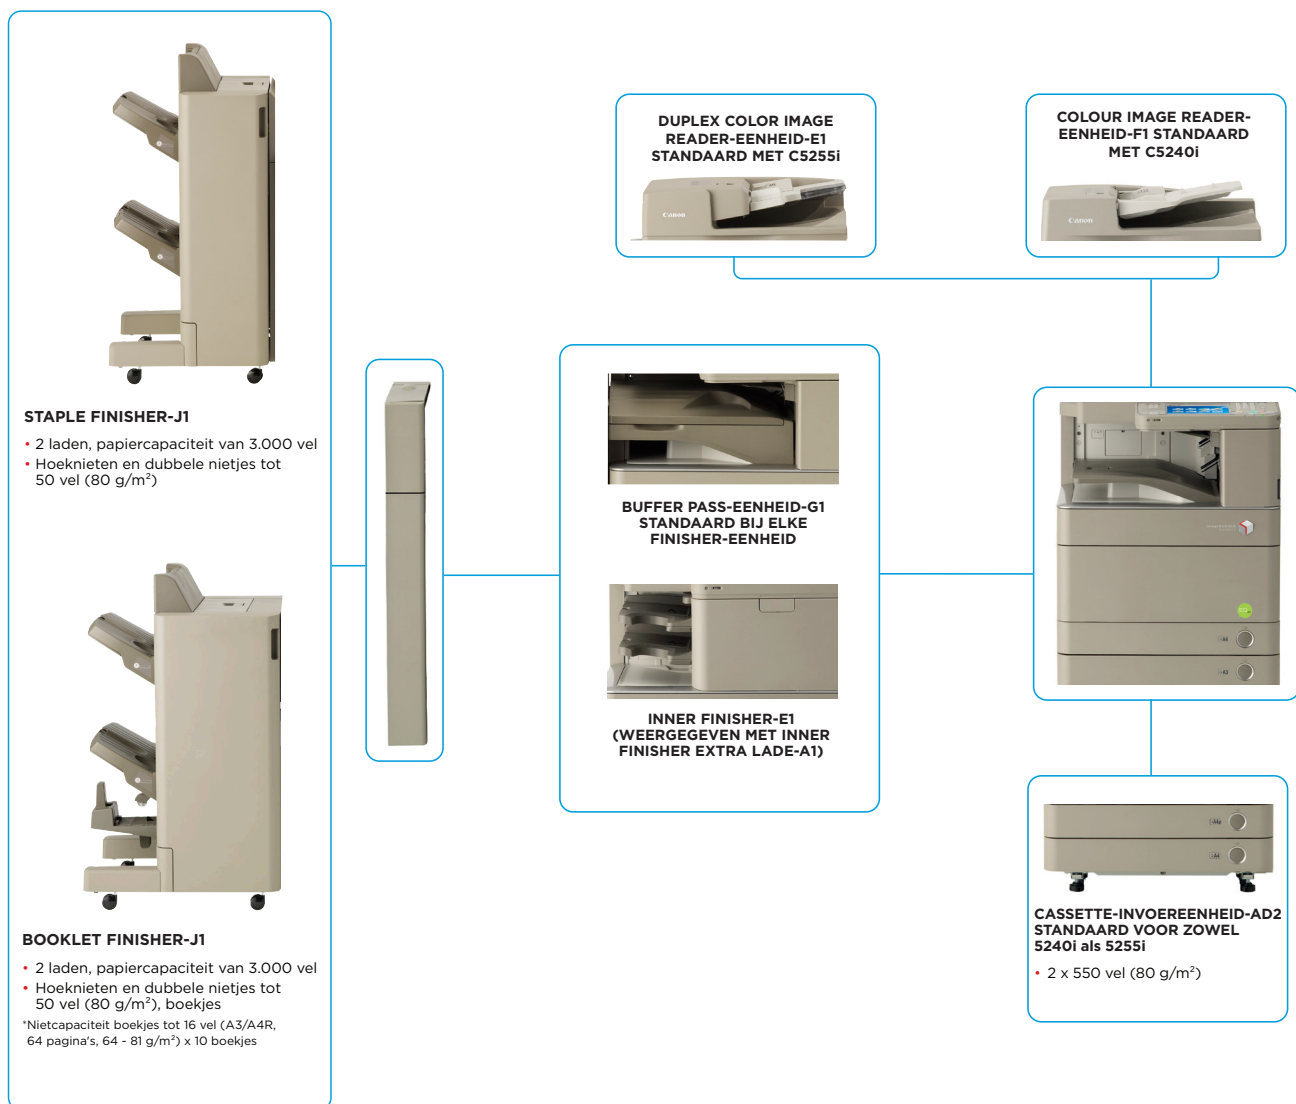 DUPLEX COLOR IMAGE
READER-EENHEID-E1
STANDAARD MET C5255i
Canon
COLOUR IMAGE READER-
EENHEID-F1 STANDAARD
MET C5240i
Canon
STAPLE FINISHER-J1
• 2 laden, papiercapaciteit van 3.000 vel
• Hoeknieten en dubbele nietjes tot
50 vel (80 g/m²)
BUFFER PASS-EENHEID-G1
STANDAARD BIJ ELKE
FINISHER-EENHEID
INNER FINISHER-E1
(WEERGEGEVEN MET INNER
FINISHER EXTRA LADE-A1)
A4
A3
BOOKLET FINISHER-J1
• 2 laden, papiercapaciteit van 3.000 vel
• Hoeknieten en dubbele nietjes tot
50 vel (80 g/m²), boekjes
*Nietcapaciteit boekjes tot 16 vel (A3/A4R,
64 pagina's, 64 - 81 g/m²) x 10 boekjes
A4
CASSETTE-INVOEREENHEID-AD2
STANDAARD VOOR ZOWEL
5240i als 5255i
• 2 x 550 vel (80 g/m²)